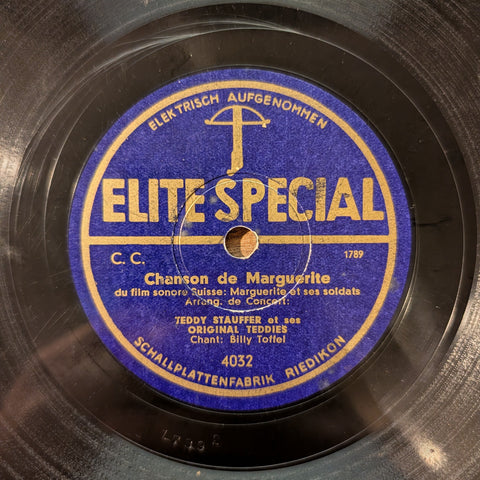 ELEKTRISCH AUFGENOMMEN
ELITE SPECIAL
C. C.
1789
Chanson de Marguerite
du film sonore Suisse: Marguerite et ses soldats
Arrang. de Concert:
TEDDY STAUFFER et ses
ORIGINAL TEDDIES
Chant: Billy Toffel
4032
SCHALLPLATTENFABRIK RIEDIKON